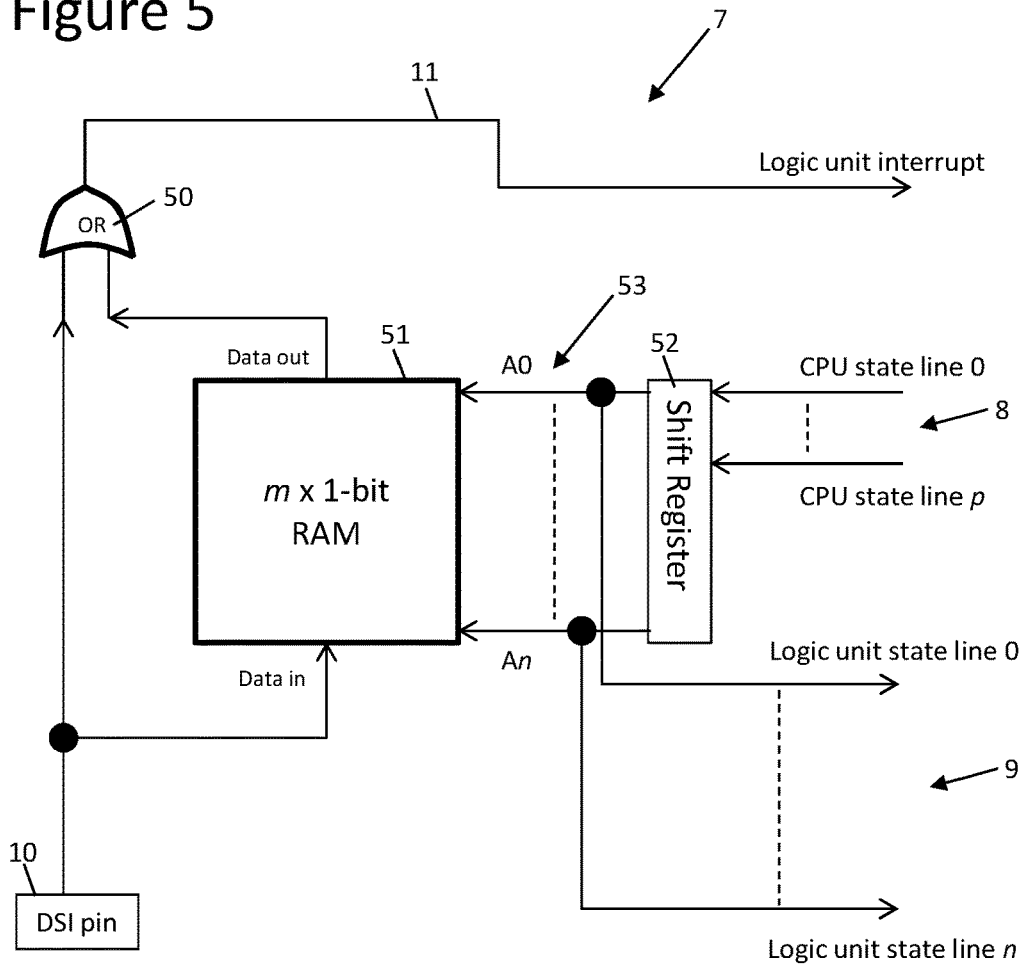 Figure 5
7
11
Logic unit interrupt
50
OR
53
51
52
Data out
A0
CPU state line 0
8
Shift Register
m x 1-bit
RAM
CPU state line p
An
Logic unit state line 0
Data in
9
10
DSI pin
Logic unit state line n